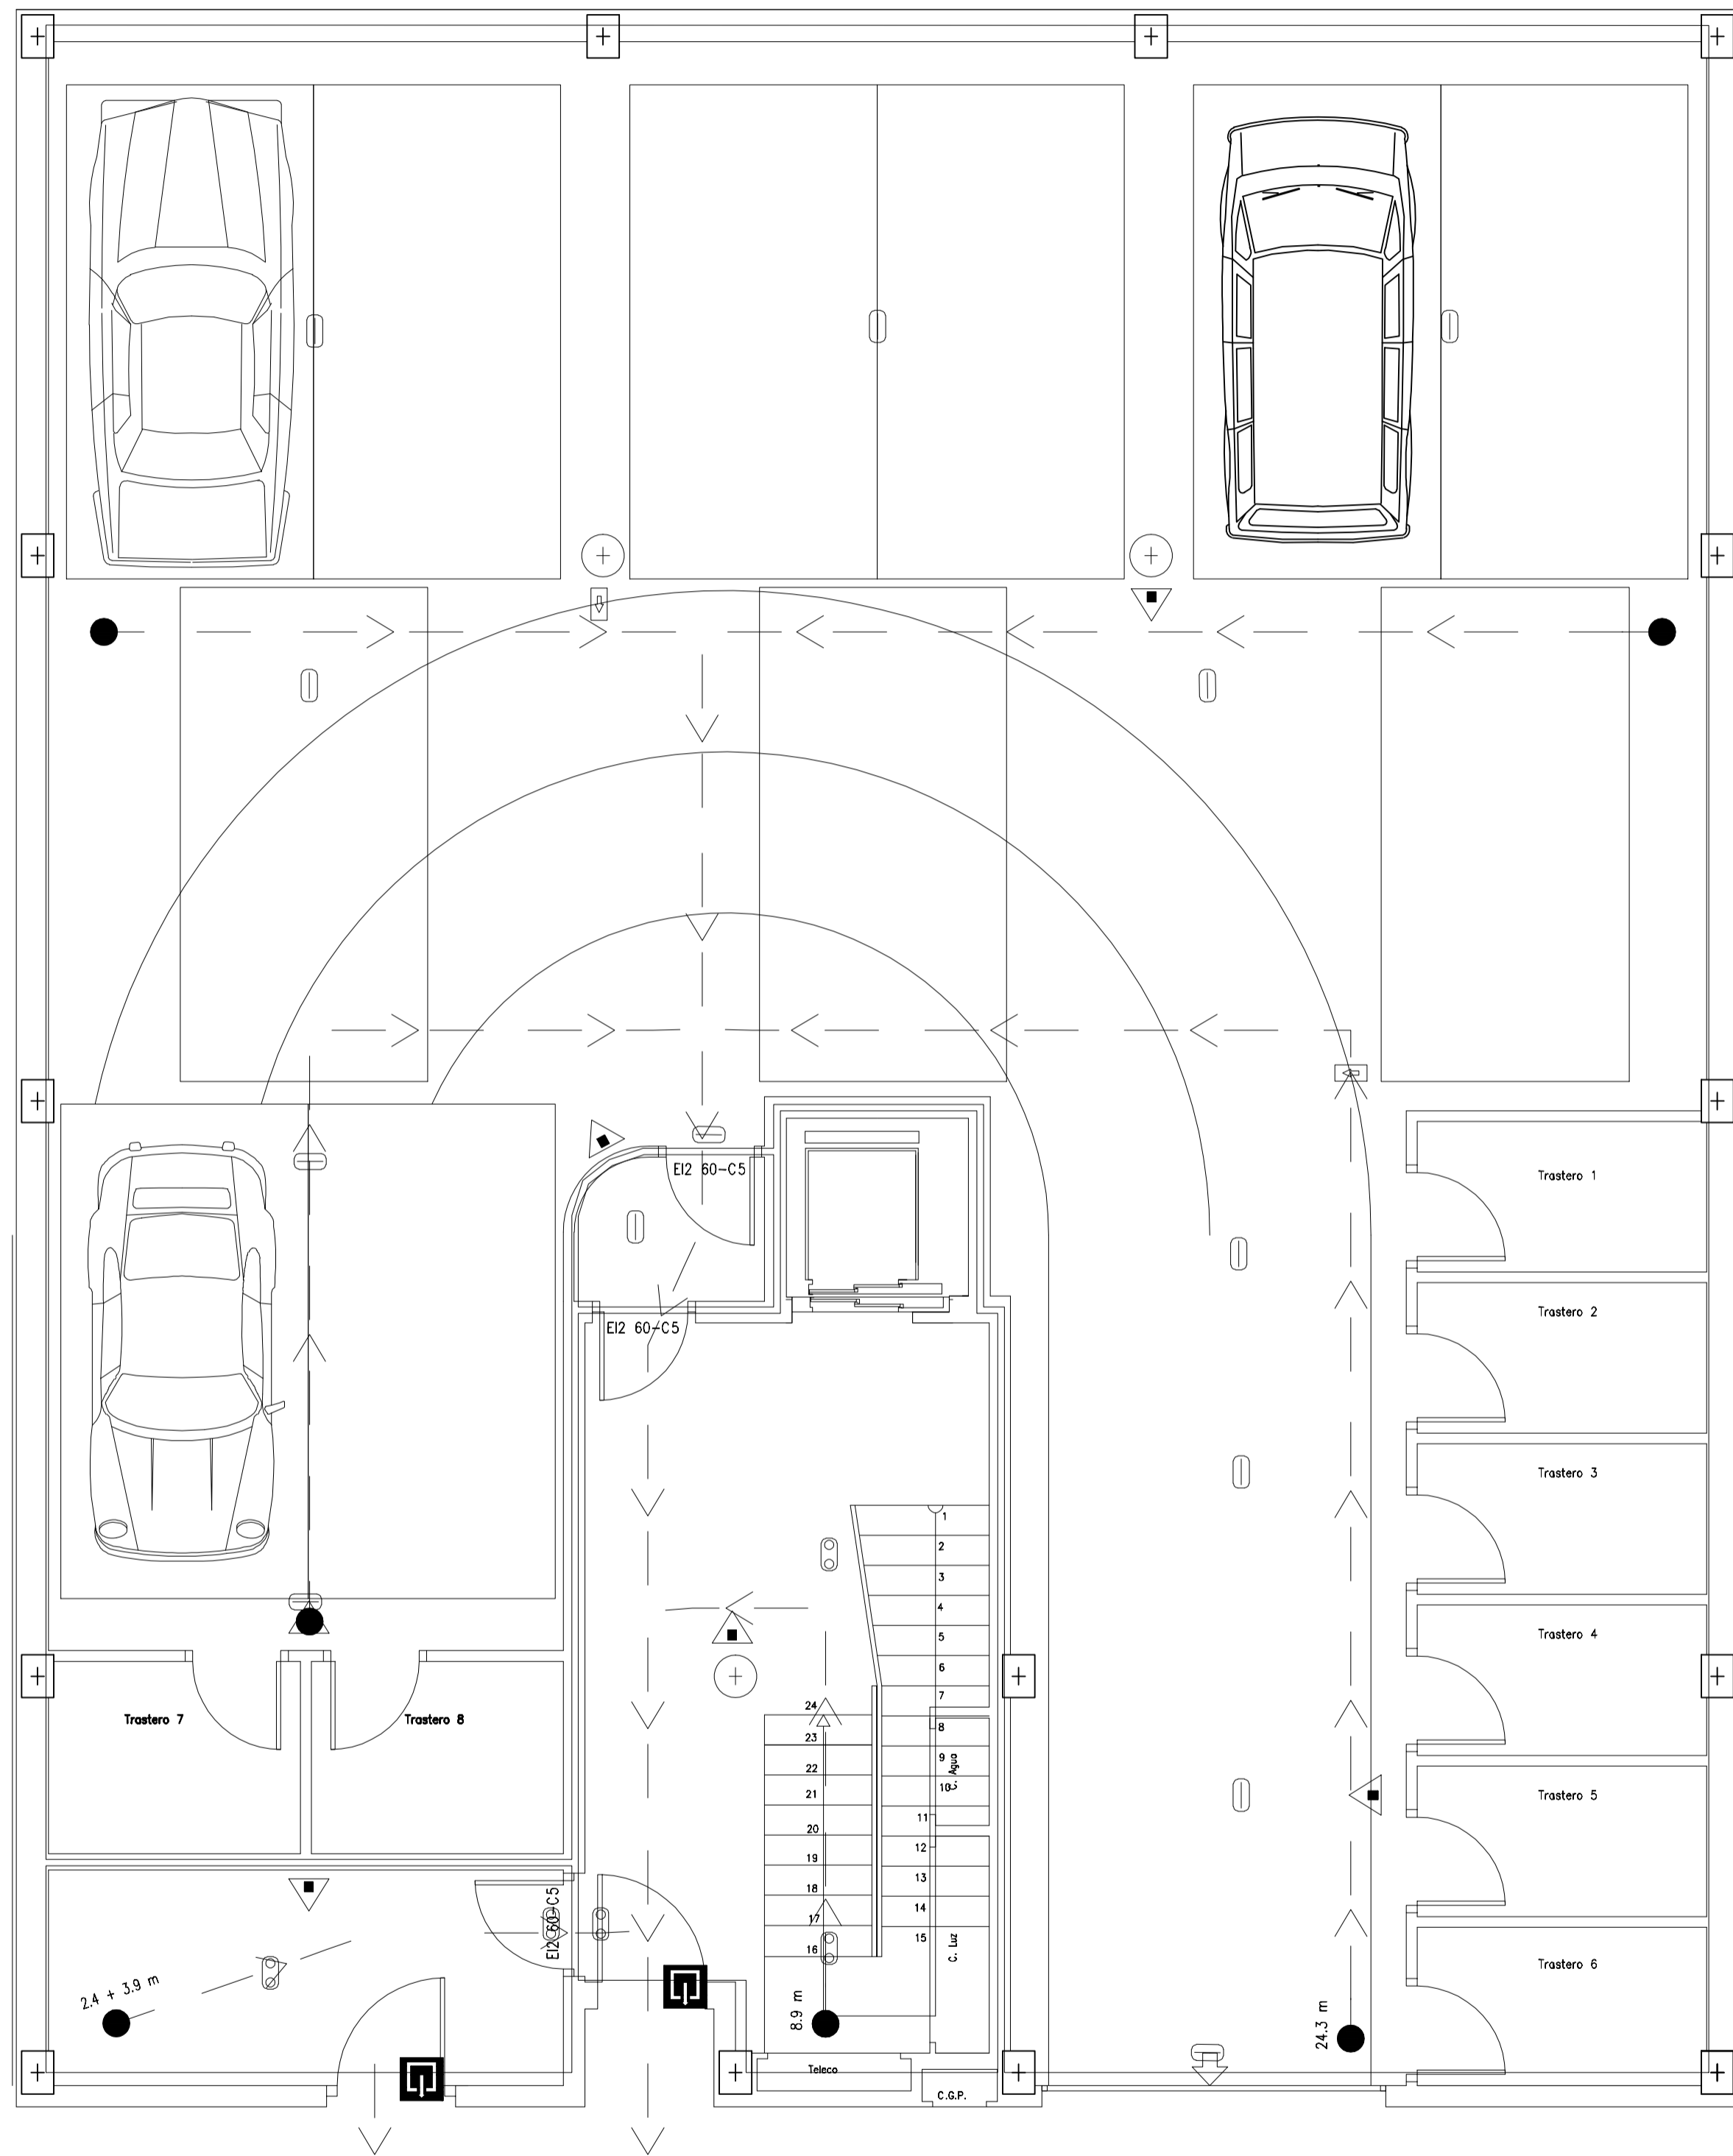 EI2 60-C5
Trastero 1
EI2 60-C5
Trastero 2
Trastero 3
1
2
3
4
5
6
7
8
9
10
11
12
13
14
15
Trastero 4
24
23
22
21
20
19
18
17
16
Trastero 7
Trastero 8
C. Agua
Trastero 5
EI2 60-C5
C. Luz
Trastero 6
2.4 + 3.9 m
8.9 m
24.3 m
Teleco
C.G.P.